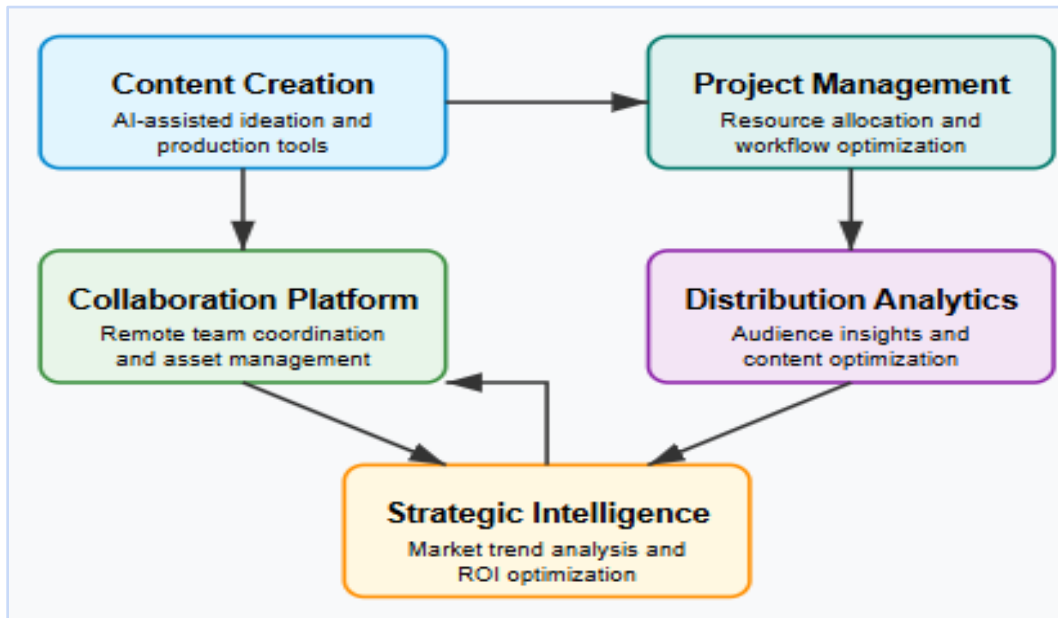 Content Creation
AI-assisted ideation and
production tools
Project Management
Resource allocation and
workflow optimization
Collaboration Platform
Remote team coordination
and asset management
Distribution Analytics
Audience insights and
content optimization
Strategic Intelligence
Market trend analysis and
ROI optimization